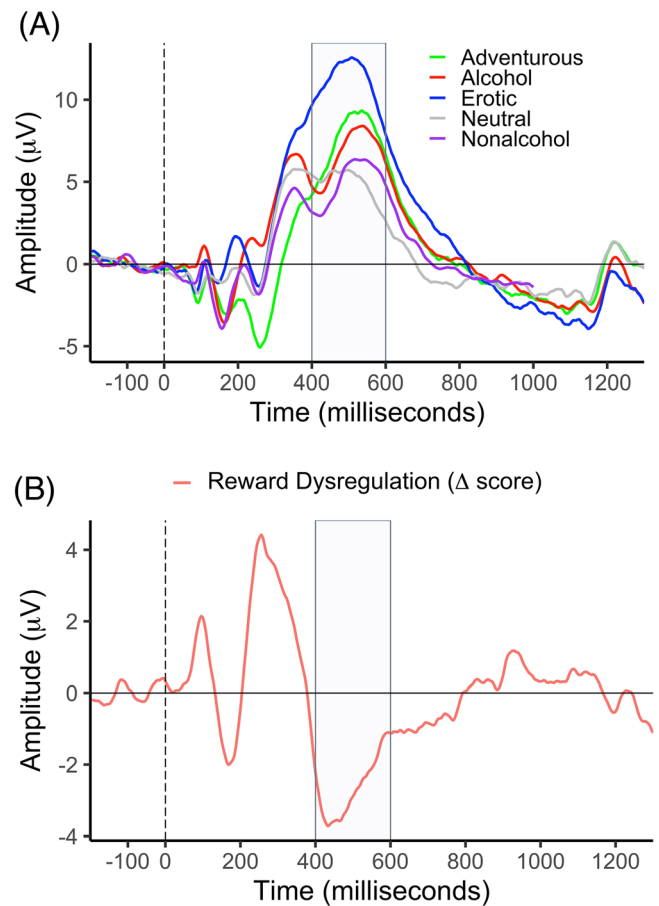 (A)
Adventurous
Alcohol
Erotic
Neutral
Nonalcohol
10
5
0
-5
Amplitude (μV)
-100 0 200 400 600 800 1000 1200
Time (milliseconds)
(B)
Reward Dysregulation (Δ score)
4
2
0
-2
-4
Amplitude (μV)
-100 0 200 400 600 800 1000 1200
Time (milliseconds)